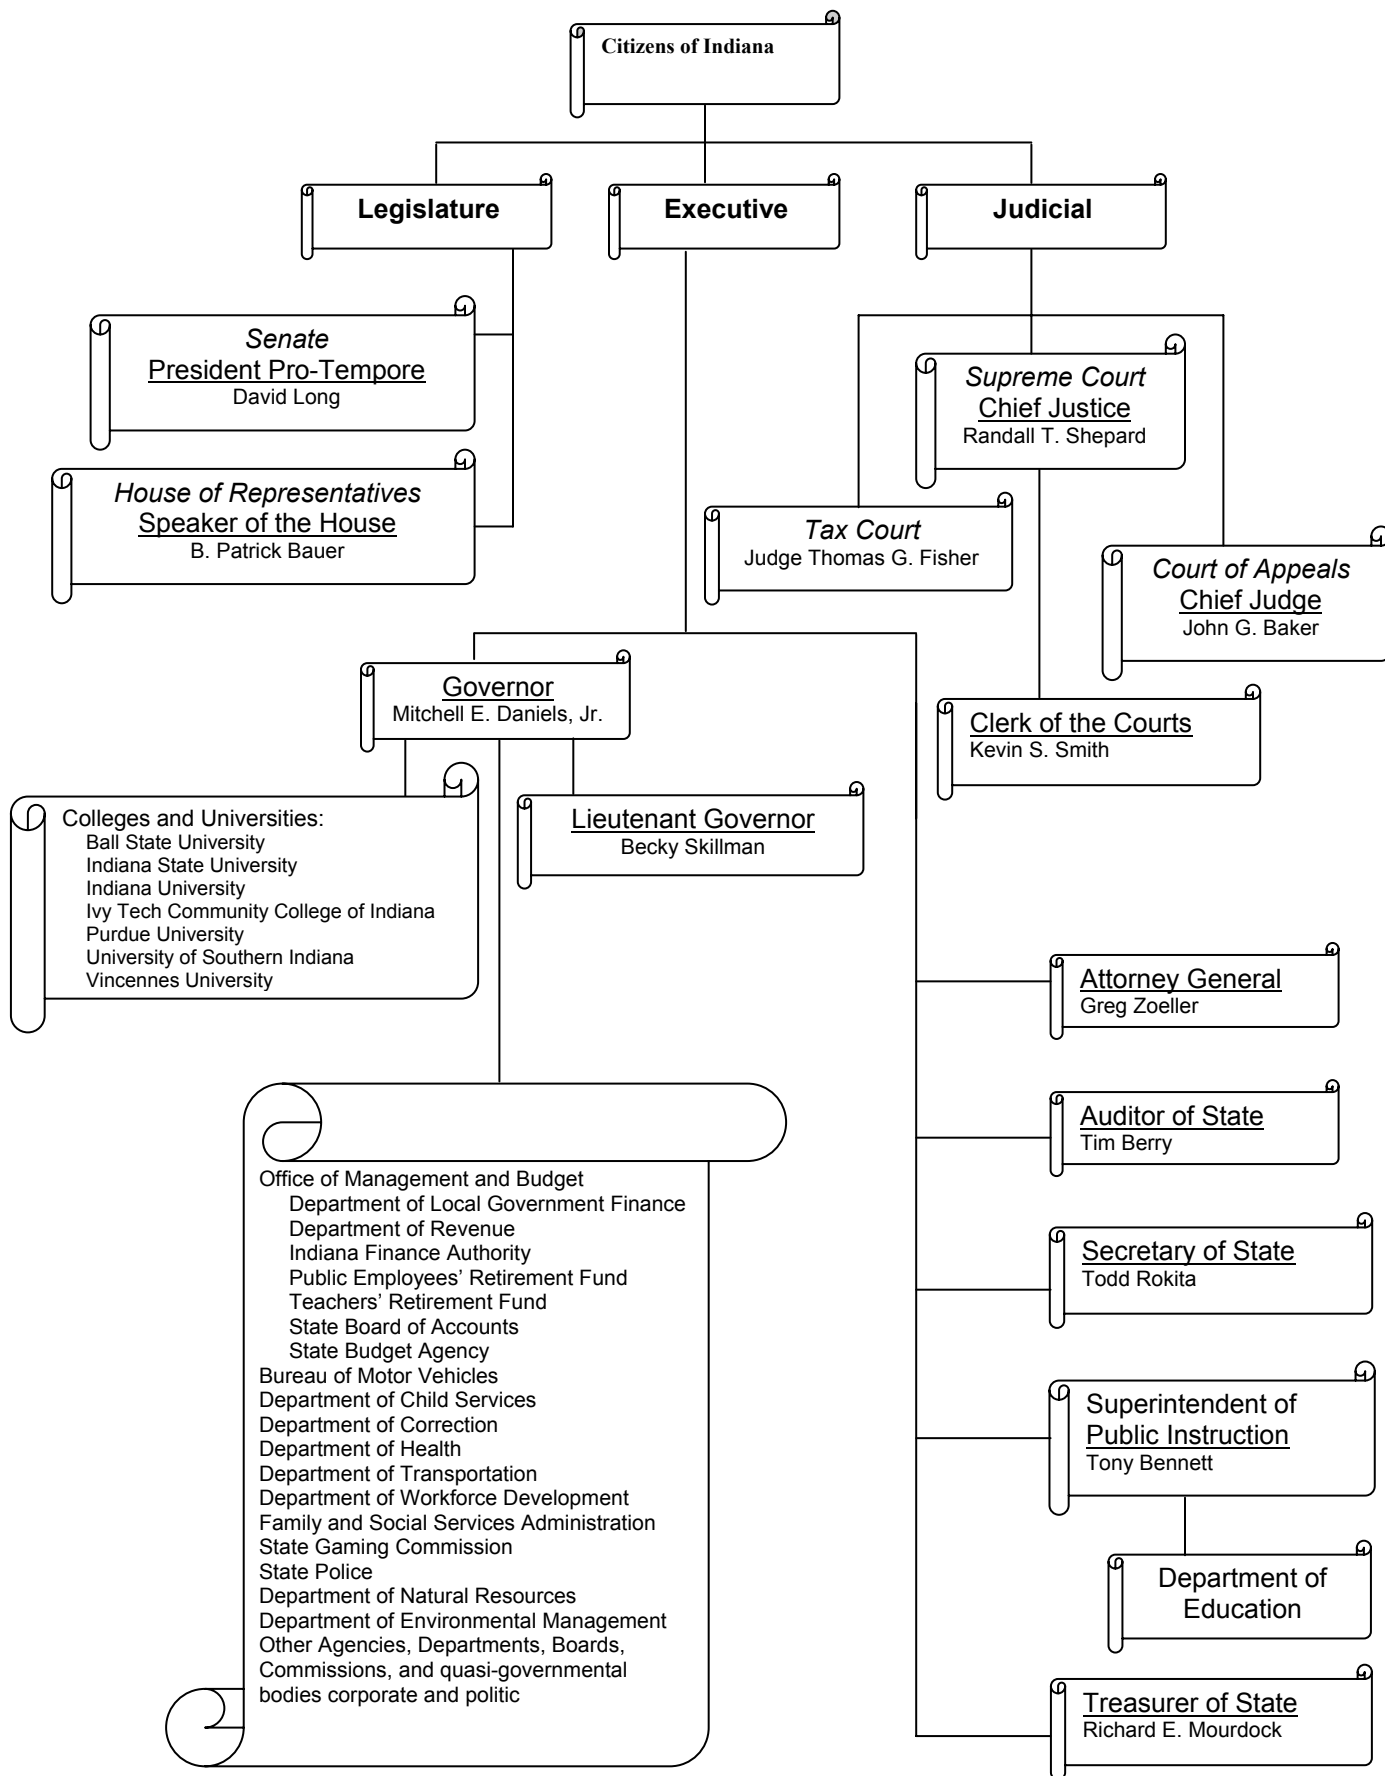 Citizens of Indiana
Legislature
Executive
Judicial
Senate
President Pro-Tempore
David Long
House of Representatives
Speaker of the House
B. Patrick Bauer
Supreme Court
Chief Justice
Randall T. Shepard
Tax Court
Judge Thomas G. Fisher
Court of Appeals
Chief Judge
John G. Baker
Clerk of the Courts
Kevin S. Smith
Governor
Mitchell E. Daniels, Jr.
Lieutenant Governor
Becky Skillman
Colleges and Universities:
Ball State University
Indiana State University
Indiana University
Ivy Tech Community College of Indiana
Purdue University
University of Southern Indiana
Vincennes University
Office of Management and Budget
Department of Local Government Finance
Department of Revenue
Indiana Finance Authority
Public Employees’ Retirement Fund
Teachers’ Retirement Fund
State Board of Accounts
State Budget Agency
Bureau of Motor Vehicles
Department of Child Services
Department of Correction
Department of Health
Department of Transportation
Department of Workforce Development
Family and Social Services Administration
State Gaming Commission
State Police
Department of Natural Resources
Department of Environmental Management
Other Agencies, Departments, Boards,
Commissions, and quasi-governmental
bodies corporate and politic
Attorney General
Greg Zoeller
Auditor of State
Tim Berry
Secretary of State
Todd Rokita
Superintendent of
Public Instruction
Tony Bennett
Department of
Education
Treasurer of State
Richard E. Mourdock